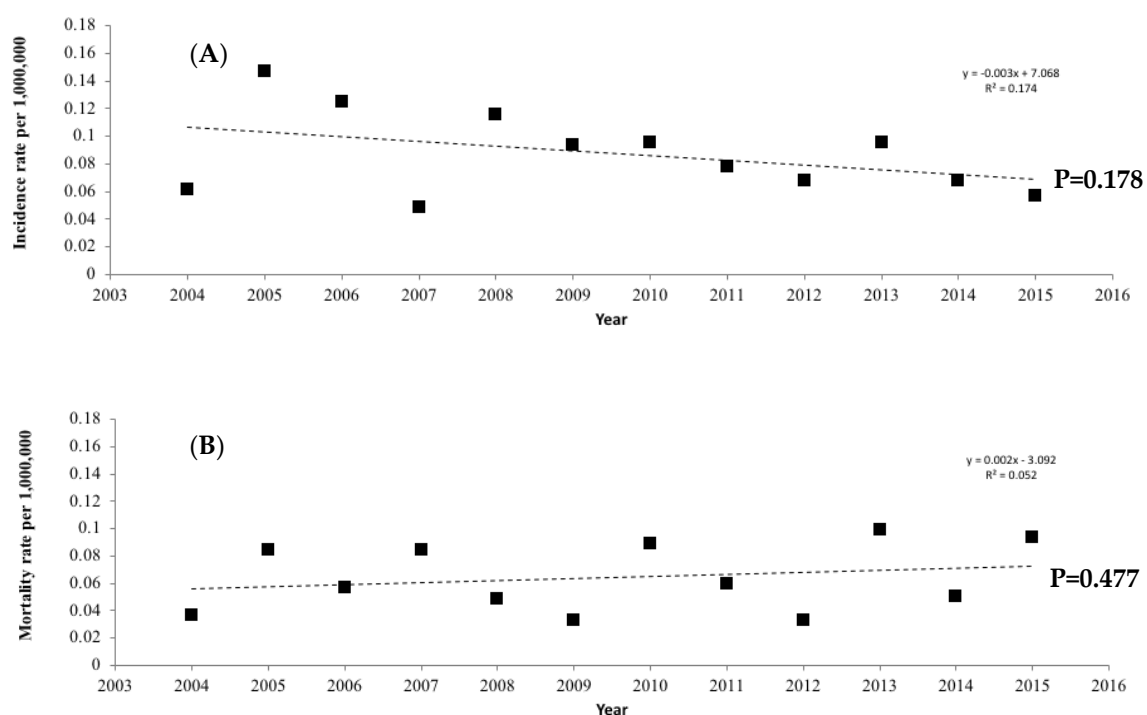 (A)
Incidence rate per 1,000,000
0.18
0.16
0.14
0.12
0.1
0.08
0.06
0.04
0.02
0
y = -0.003x + 7.068
R² = 0.174
P=0.178
2003 2004 2005 2006 2007 2008 2009 2010 2011 2012 2013 2014 2015 2016
Year
(B)
Mortality rate per 1,000,000
0.18
0.16
0.14
0.12
0.1
0.08
0.06
0.04
0.02
0
y = 0.002x - 3.092
R² = 0.052
P=0.477
2003 2004 2005 2006 2007 2008 2009 2010 2011 2012 2013 2014 2015 2016
Year